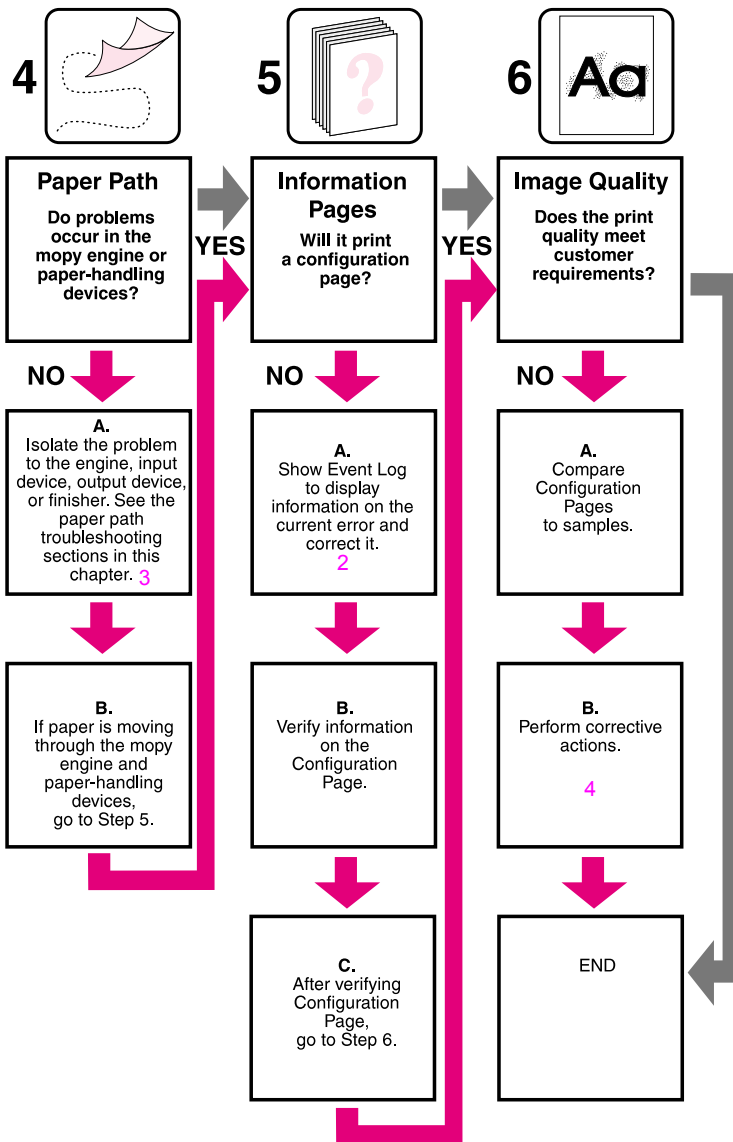 4
Paper Path
Do problems
occur in the
mopy engine or
paper-handling
devices?
YES
NO
A.
Isolate the problem
to the engine, input
device, output device,
or finisher. See the
paper path
troubleshooting
sections in this
chapter. 3
B.
If paper is moving
through the mopy
engine and
paper-handling
devices,
go to Step 5.
5
?
Information
Pages
Will it print
a configuration
page?
YES
NO
A.
Show Event Log
to display
information on the
current error and
correct it.
2
B.
Verify information
on the
Configuration
Page.
C.
After verifying
Configuration
Page,
go to Step 6.
6
Aa
Image Quality
Does the print
quality meet
customer
requirements?
NO
A.
Compare
Configuration
Pages
to samples.
B.
Perform corrective
actions.
4
END